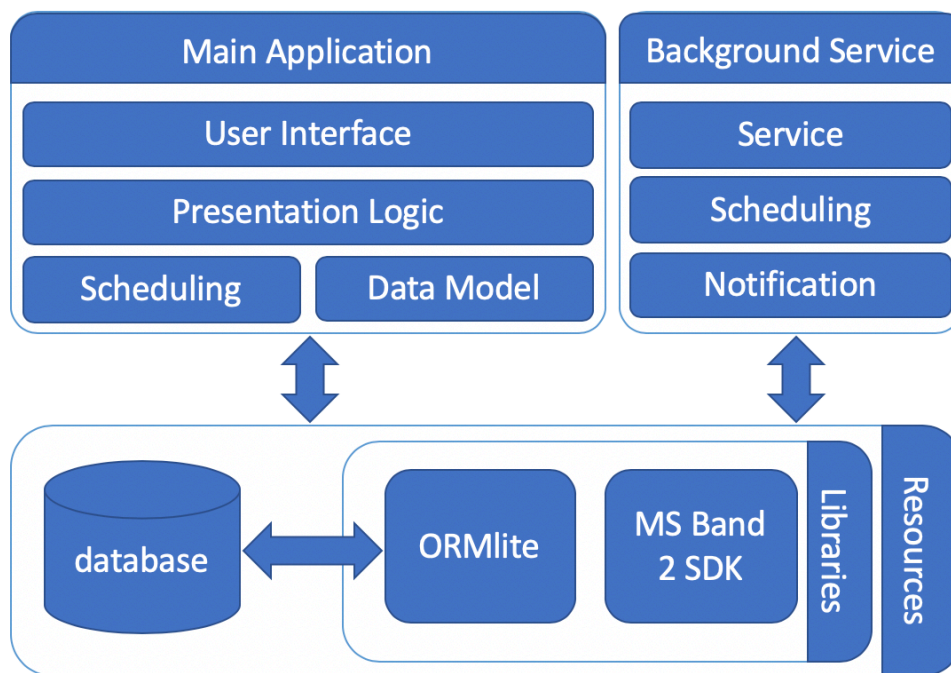 Main Application
Background Service
User Interface
Presentation Logic
Scheduling
Data Model
Service
Scheduling
Notification
database
ORMlite
MS Band
2 SDK
Libraries
Resources